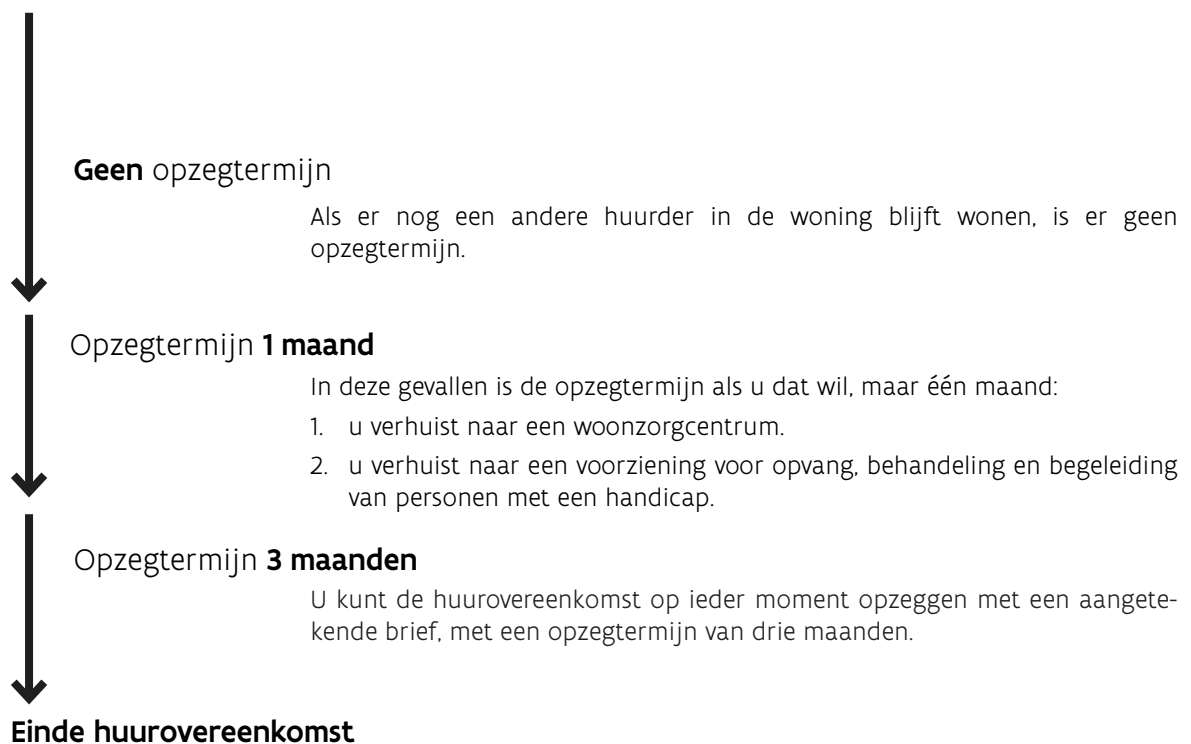 Geen opzegtermijn
Als er nog een andere huurder in de woning blijft wonen, is er geen
opzegtermijn.
Opzegtermijn 1 maand
In deze gevallen is de opzegtermijn als u dat wil, maar één maand:
1. u verhuist naar een woonzorgcentrum.
2. u verhuist naar een voorziening voor opvang, behandeling en begeleiding
van personen met een handicap.
Opzegtermijn 3 maanden
U kunt de huurovereenkomst op ieder moment opzeggen met een aangete-
kende brief, met een opzegtermijn van drie maanden.
Einde huurovereenkomst